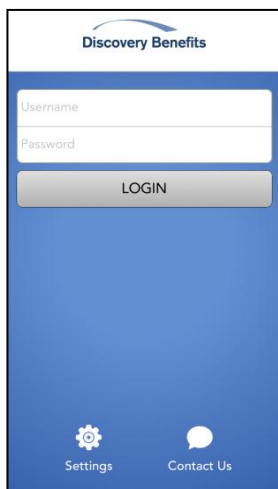 Discovery Benefits
Username
Password
LOGIN
Settings
Contact Us